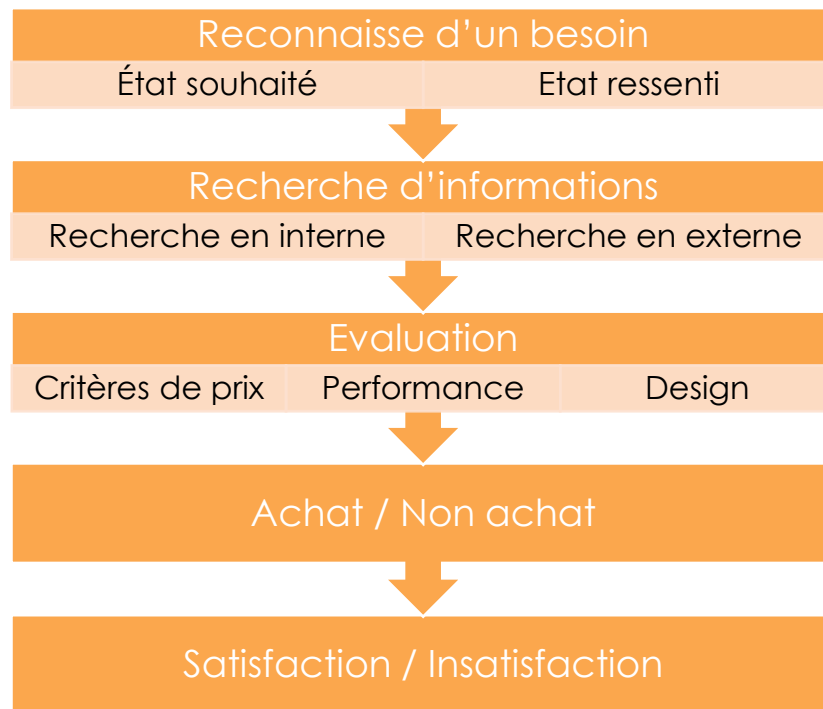 Reconnaisse d’un besoin
État souhaité Etat ressenti
Recherche d’informations
Recherche en interne Recherche en externe
Evaluation
Critères de prix Performance Design
Achat / Non achat
Satisfaction / Insatisfaction